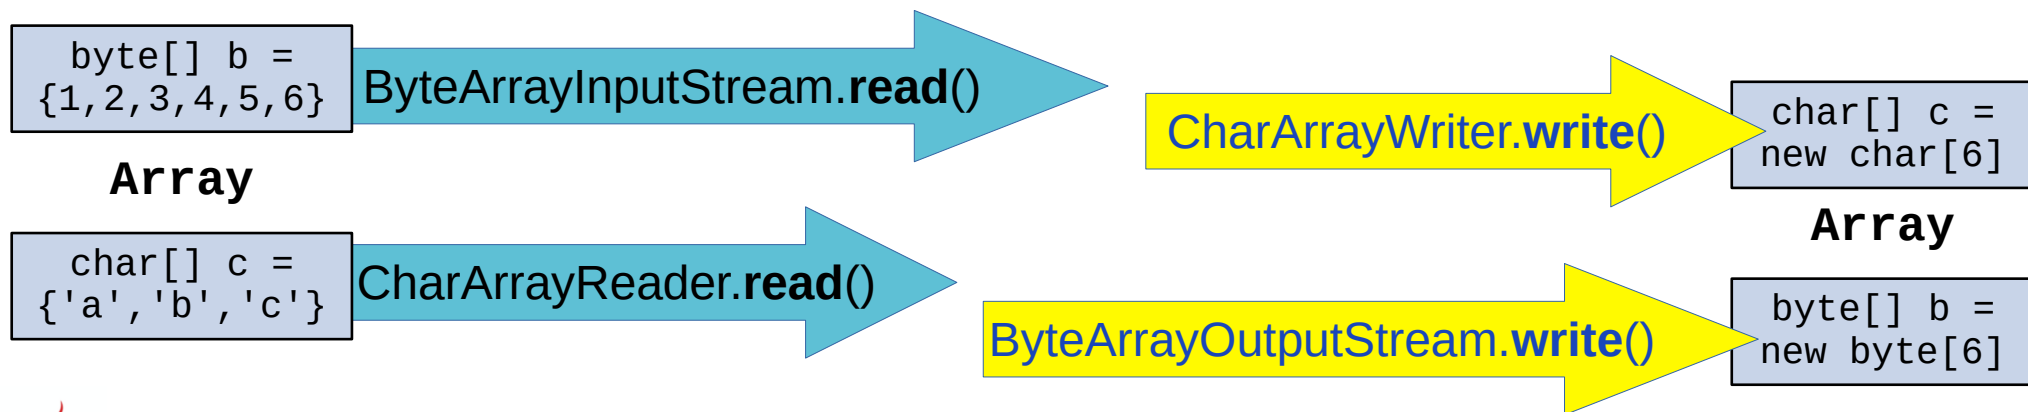 byte[] b =
{1,2,3,4,5,6}
ByteArrayInputStream.read()
CharArrayWriter.write()
char[] c =
new char[6]
Array
Array
char[] c =
{'a','b','c'}
CharArrayReader.read()
ByteArrayOutputStream.write()
byte[] b =
new byte[6]